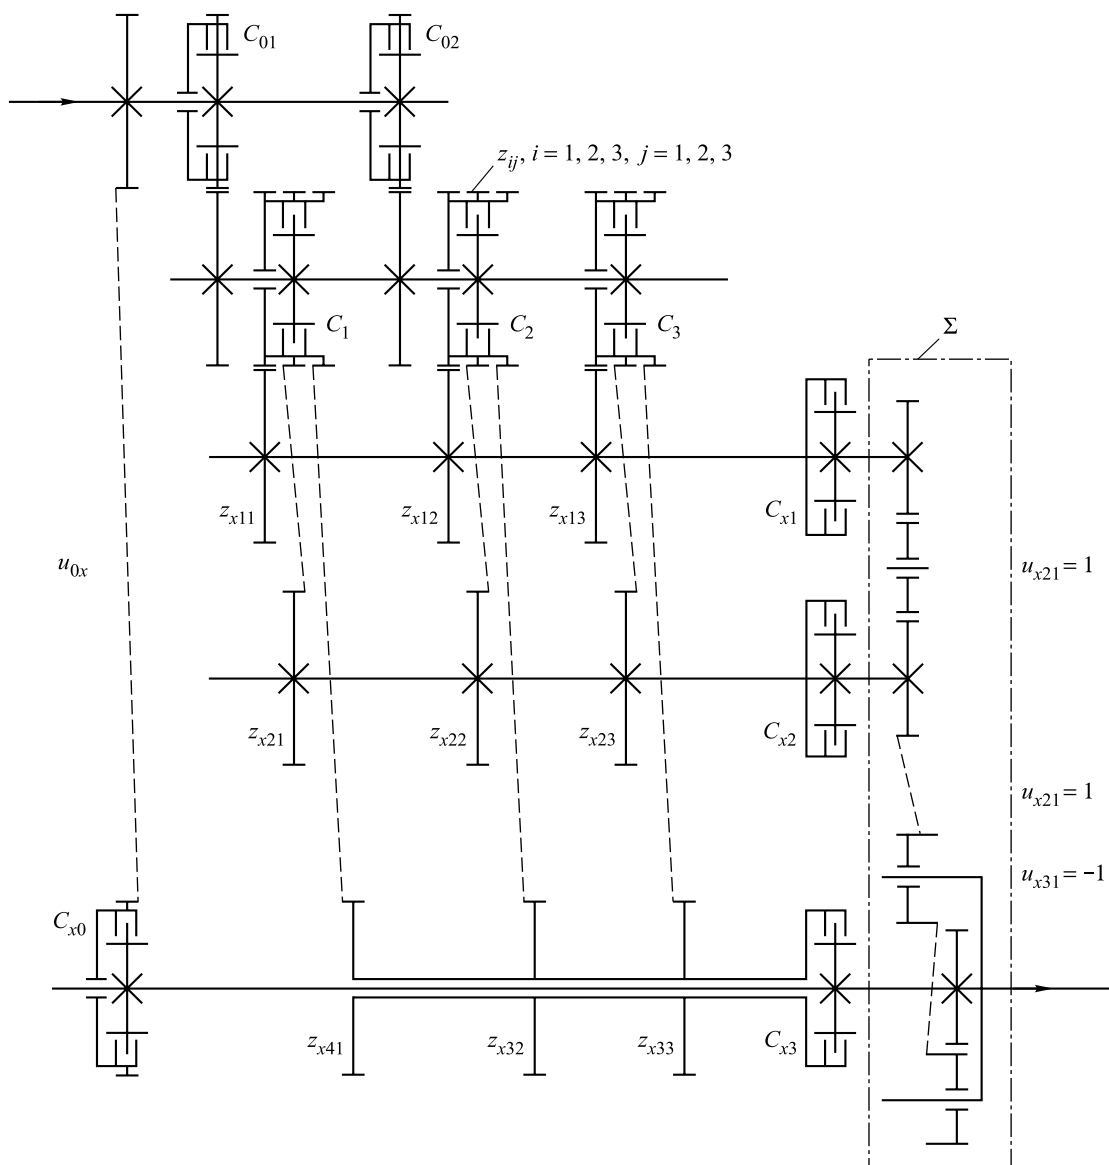 C01
C02
zij, i = 1, 2, 3, j = 1, 2, 3
C1
C2
C3
Σ
zx11
zx12
zx13
Cx1
u0x
ux21 = 1
zx21
zx22
zx23
Cx2
ux21 = 1
ux31 = −1
Cx0
zx41
zx32
zx33
Cx3